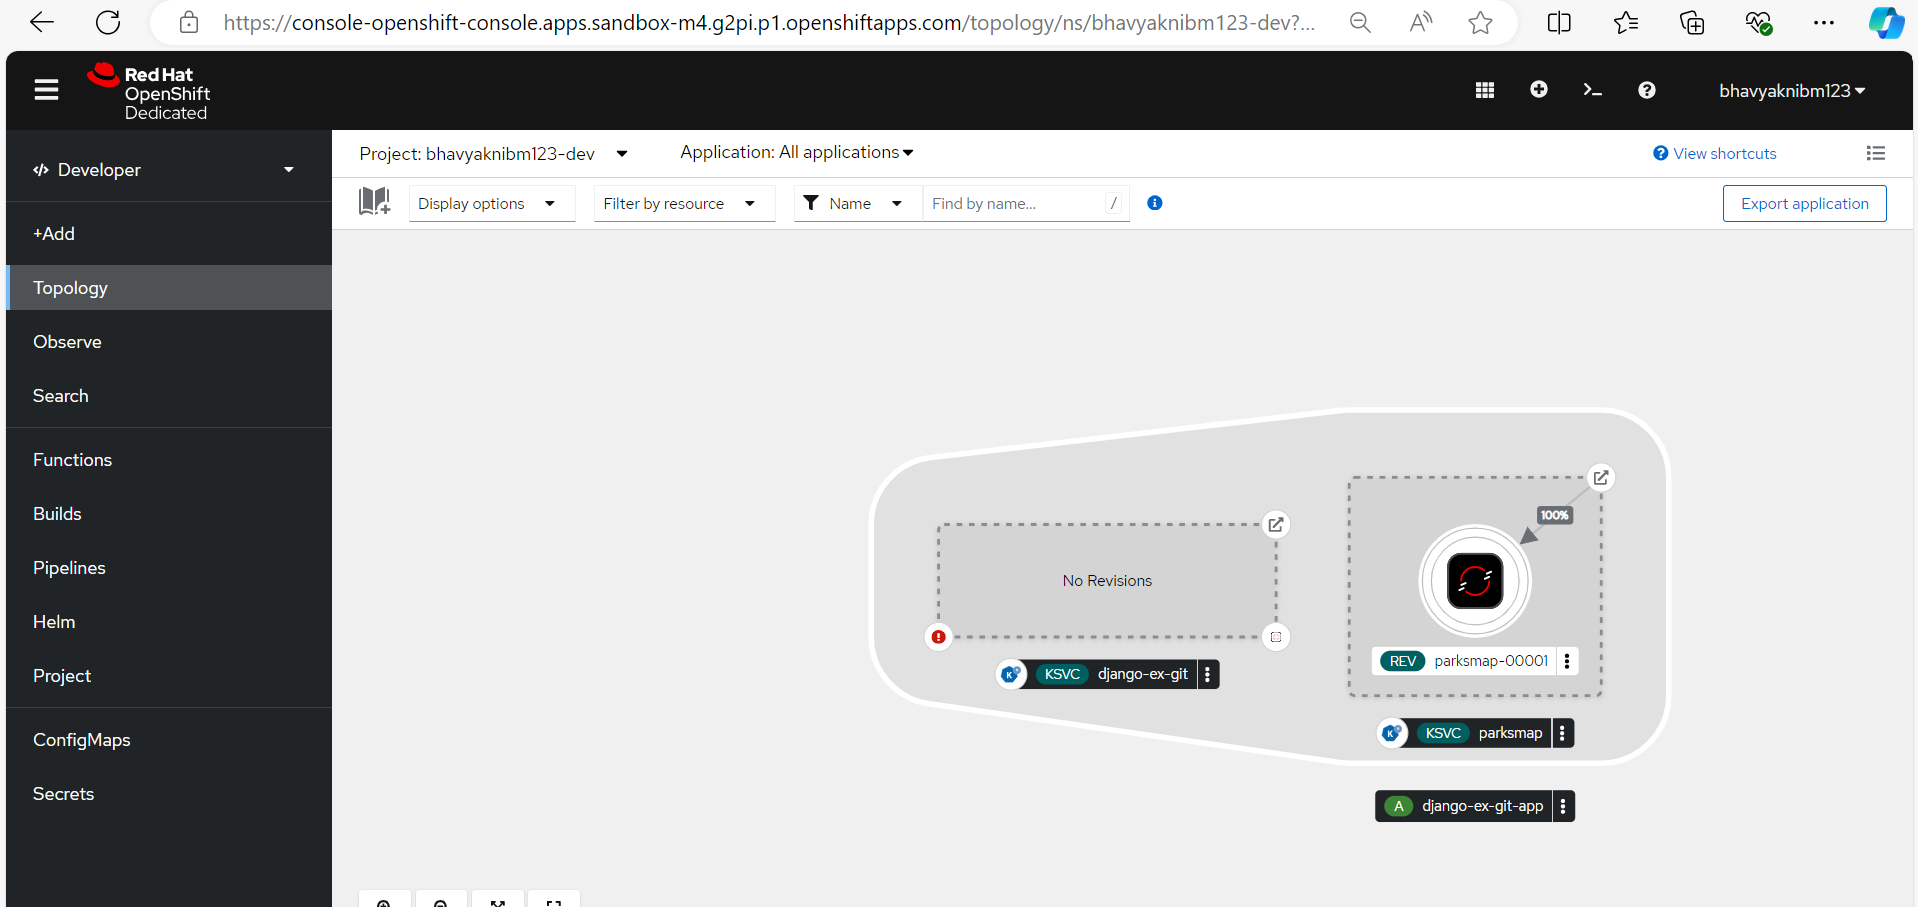 https://console-openshift-console.apps.sandbox-m4.g2pi.p1.openshiftapps.com/topology/ns/bhavyaknibm123-dev?...
Red Hat
OpenShift
Dedicated
bhavyaknibm123
Developer
+Add
Topology
Observe
Search
Functions
Builds
Pipelines
Helm
Project
ConfigMaps
Secrets
Project: bhavyaknibm123-dev
Application: All applications
View shortcuts
Display options
Filter by resource
Name
Find by name...
/
Export application
100%
No Revisions
REV parksmap-00001
KSVC django-ex-git
KSVC parksmap
A django-ex-git-app